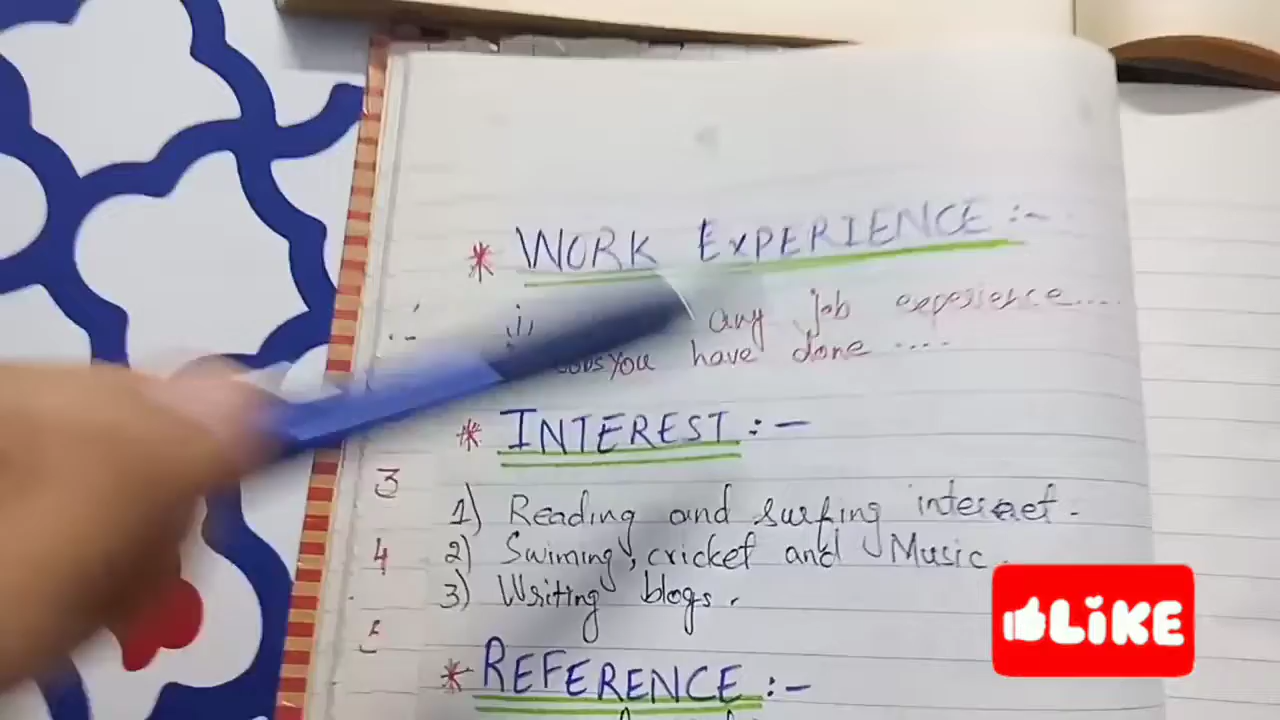 * WORK EXPERIENCE :-
any job experience....
you have done ....
* INTEREST :-
3
1) Reading and surfing internet.
4
2) Swiming, cricket and Music.
3) Writing blogs.
* REFERENCE :-
LIKE